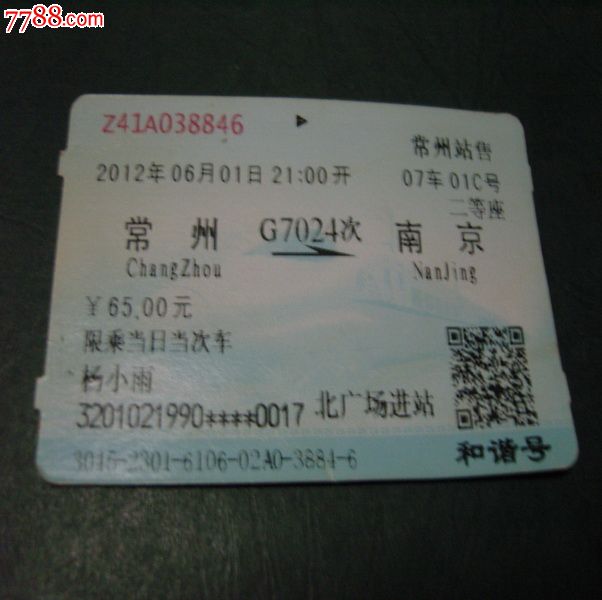 7788.com
Z41A038846
常州站售
2012年06月01日 21:00开 07车 01C号
二等座
常州 G7024次 南京
ChangZhou NanJing
￥65.00元
限乘当日当次车
杨小雨
3201021990****0017 北广场进站
3045-2301-6106-02A0-3884-6 和谐号